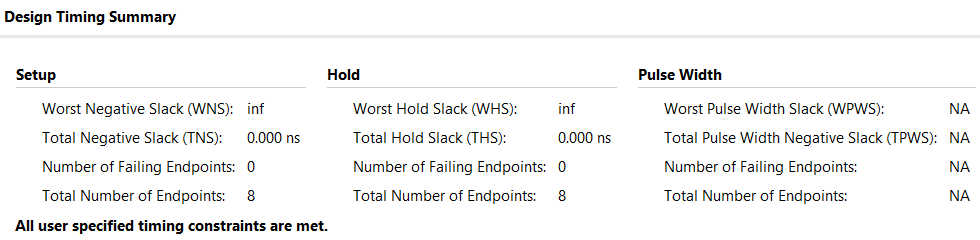 Design Timing Summary
Setup Hold Pulse Width
Worst Negative Slack (WNS): inf Worst Hold Slack (WHS): inf Worst Pulse Width Slack (WPWS): NA
Total Negative Slack (TNS): 0.000 ns Total Hold Slack (THS): 0.000 ns Total Pulse Width Negative Slack (TPWS): NA
Number of Failing Endpoints: 0 Number of Failing Endpoints: 0 Number of Failing Endpoints: NA
Total Number of Endpoints: 8 Total Number of Endpoints: 8 Total Number of Endpoints: NA
All user specified timing constraints are met.